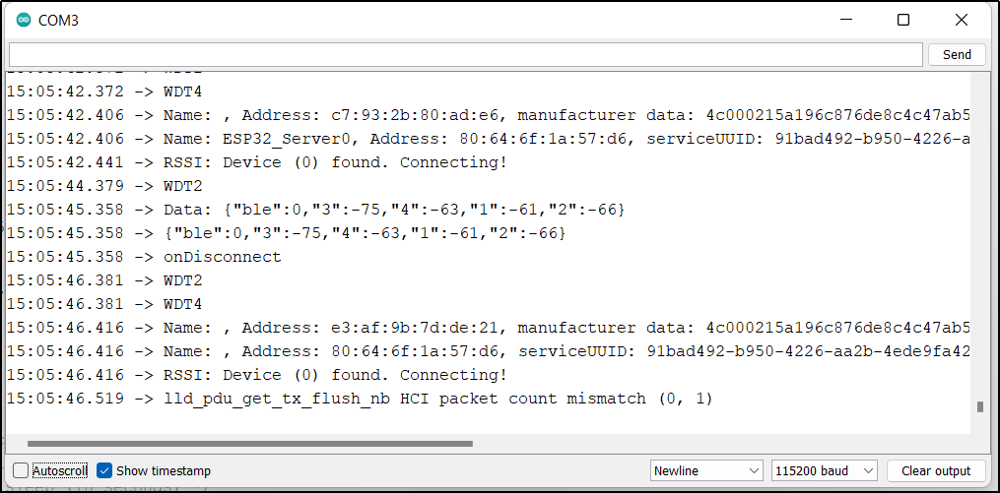 COM3
Send
15:05:42.372 -> WDT4
15:05:42.406 -> Name: , Address: c7:93:2b:80:ad:e6, manufacturer data: 4c000215a196c876de8c4c47ab5
15:05:42.406 -> Name: ESP32_Server0, Address: 80:64:6f:1a:57:d6, serviceUUID: 91bad492-b950-4226-a
15:05:42.441 -> RSSI: Device (0) found. Connecting!
15:05:44.379 -> WDT2
15:05:45.358 -> Data: {"ble":0,"3":-75,"4":-63,"1":-61,"2":-66}
15:05:45.358 -> {"ble":0,"3":-75,"4":-63,"1":-61,"2":-66}
15:05:45.358 -> onDisconnect
15:05:46.381 -> WDT2
15:05:46.381 -> WDT4
15:05:46.416 -> Name: , Address: e3:af:9b:7d:de:21, manufacturer data: 4c000215a196c876de8c4c47ab5
15:05:46.416 -> Name: , Address: 80:64:6f:1a:57:d6, serviceUUID: 91bad492-b950-4226-aa2b-4ede9fa42
15:05:46.416 -> RSSI: Device (0) found. Connecting!
15:05:46.519 -> lld_pdu_get_tx_flush_nb HCI packet count mismatch (0, 1)
Autoscroll Show timestamp Newline 115200 baud Clear output